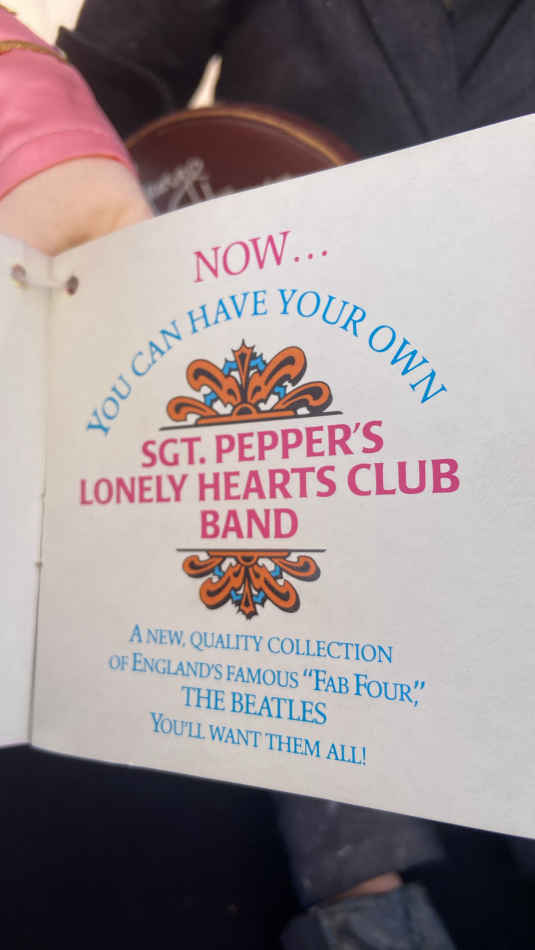 NOW...
YOU CAN HAVE YOUR OWN
SGT. PEPPER'S
LONELY HEARTS CLUB
BAND
A NEW, QUALITY COLLECTION
OF ENGLAND'S FAMOUS "FAB FOUR,"
THE BEATLES
YOU'LL WANT THEM ALL!